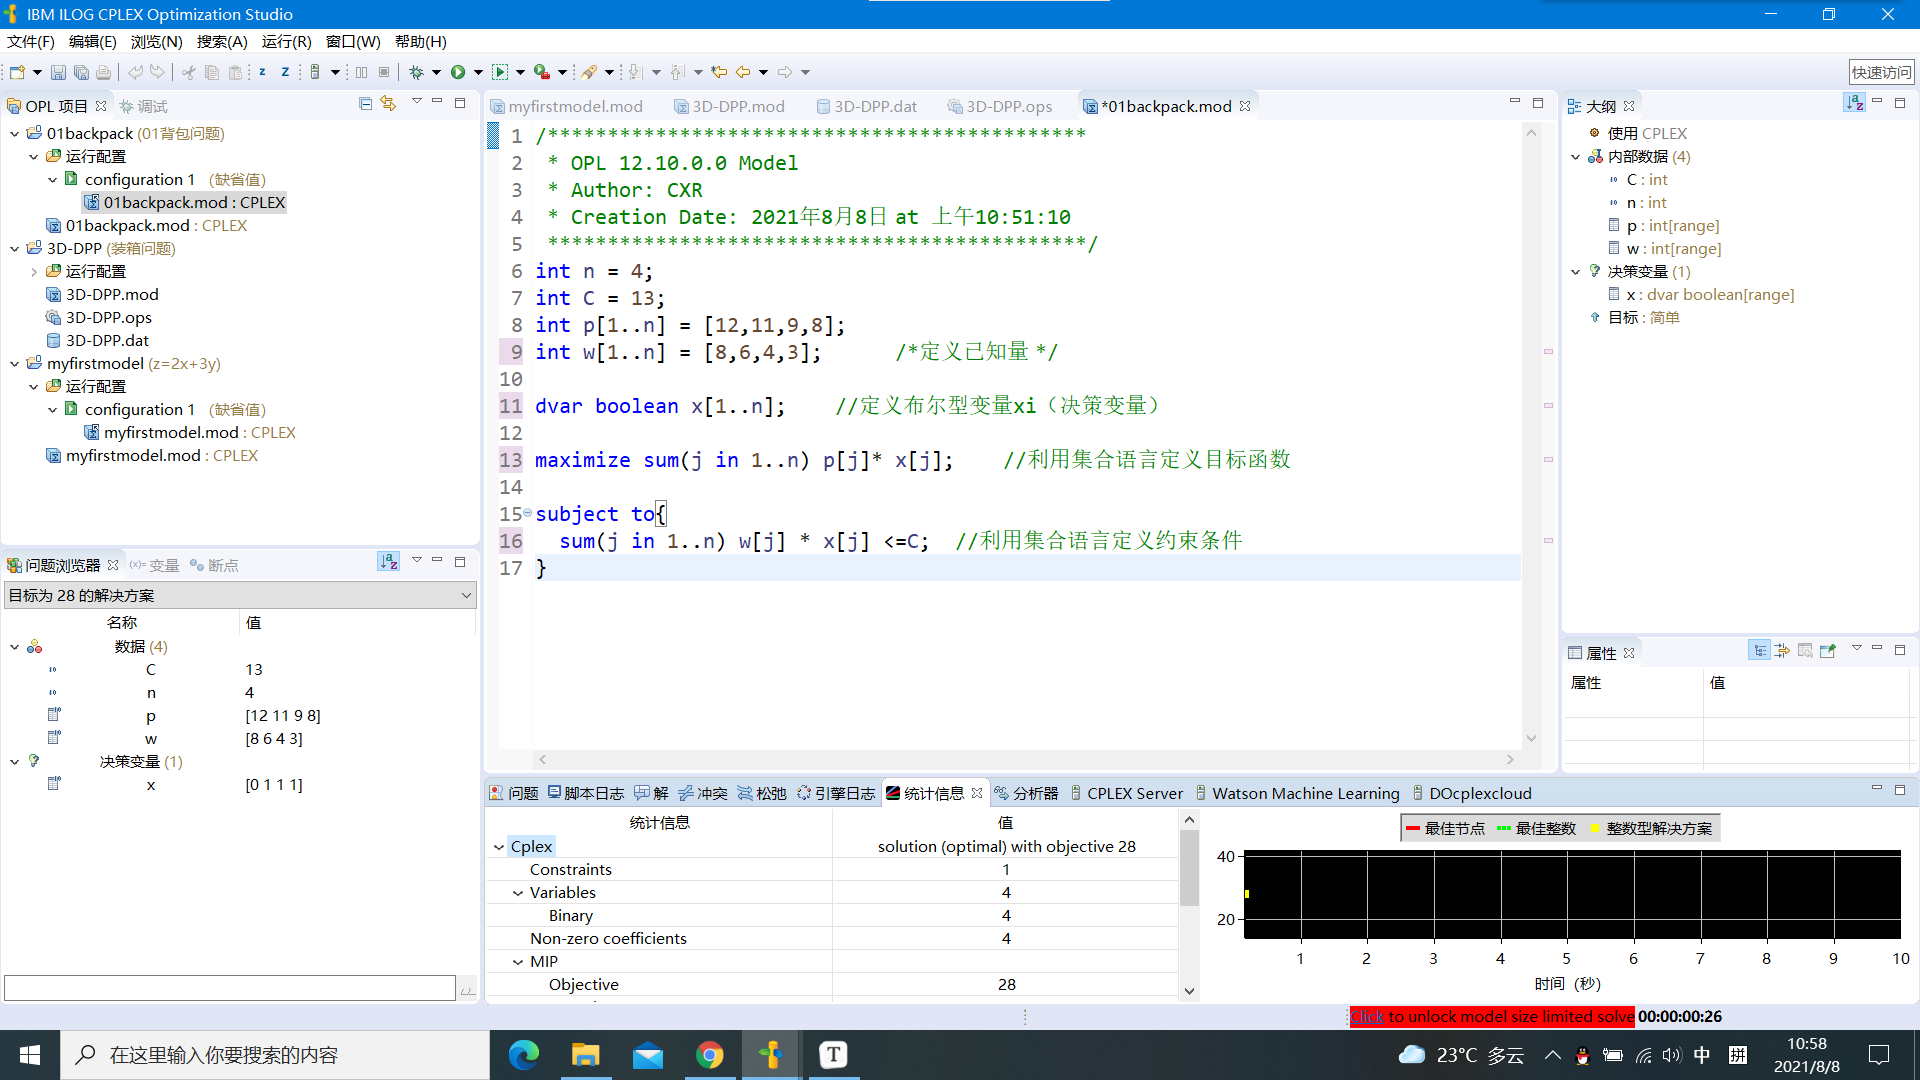 IBM ILOG CPLEX Optimization Studio
文件(F) 编辑(E) 浏览(N) 搜索(A) 运行(R) 窗口(W) 帮助(H)
快速访问
OPL 项目 调试
01backpack (01背包问题)
运行配置
configuration 1 (缺省值)
01backpack.mod : CPLEX
01backpack.mod : CPLEX
3D-DPP (装箱问题)
运行配置
3D-DPP.mod
3D-DPP.ops
3D-DPP.dat
myfirstmodel (z=2x+3y)
运行配置
configuration 1 (缺省值)
myfirstmodel.mod : CPLEX
myfirstmodel.mod : CPLEX
问题浏览器 变量 断点
目标为 28 的解决方案
名称 值
数据 (4)
C 13
n 4
p [12 11 9 8]
w [8 6 4 3]
决策变量 (1)
x [0 1 1 1]
myfirstmodel.mod 3D-DPP.mod 3D-DPP.dat 3D-DPP.ops *01backpack.mod
1 /*********************************************
2 * OPL 12.10.0.0 Model
3 * Author: CXR
4 * Creation Date: 2021年8月8日 at 上午10:51:10
5 *********************************************/
6 int n = 4;
7 int C = 13;
8 int p[1..n] = [12,11,9,8];
9 int w[1..n] = [8,6,4,3]; /*定义已知量 */
10
11 dvar boolean x[1..n]; //定义布尔型变量xi（决策变量）
12
13 maximize sum(j in 1..n) p[j]* x[j]; //利用集合语言定义目标函数
14
15 subject to{
16 sum(j in 1..n) w[j] * x[j] <=C; //利用集合语言定义约束条件
17 }
大纲
使用 CPLEX
内部数据 (4)
C : int
n : int
p : int[range]
w : int[range]
决策变量 (1)
x : dvar boolean[range]
目标 : 简单
属性
属性 值
问题 脚本日志 解 冲突 松弛 引擎日志 统计信息 分析器 CPLEX Server Watson Machine Learning DOcplexcloud
统计信息 值
Cplex solution (optimal) with objective 28
Constraints 1
Variables 4
Binary 4
Non-zero coefficients 4
MIP
Objective 28
最佳节点 最佳整数 整数型解决方案
40
20
1 2 3 4 5 6 7 8 9 10
时间（秒）
Click to unlock model size limited solve 00:00:00:26
在这里输入你要搜索的内容
T
23°C 多云
中
拼
10:58
2021/8/8